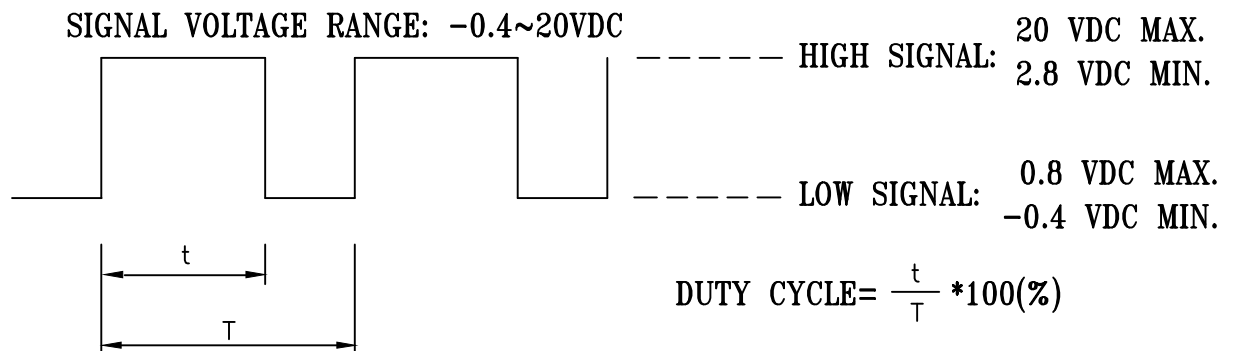 SIGNAL VOLTAGE RANGE: -0.4~20VDC
HIGH SIGNAL: 20 VDC MAX.
2.8 VDC MIN.
LOW SIGNAL: 0.8 VDC MAX.
-0.4 VDC MIN.
t
T
DUTY CYCLE= t/T *100(%)